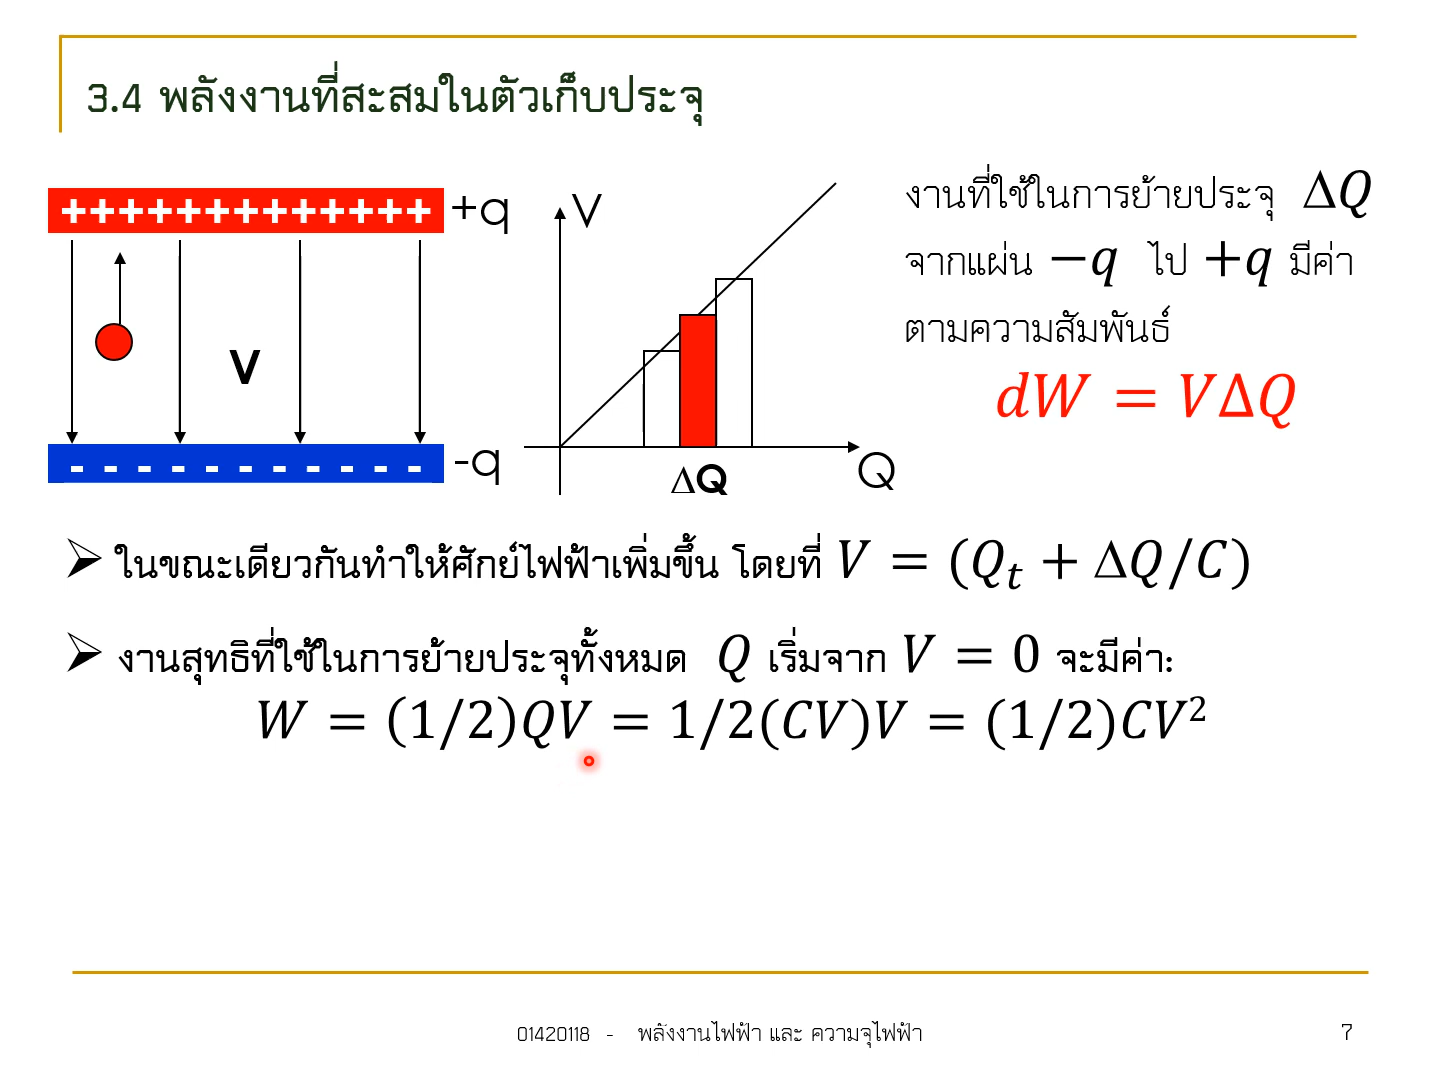 3.4 พลังงานที่สะสมในตัวเก็บประจุ
+++++++++++++ +q
V
- - - - - - - - - - - -q
V
Q
ΔQ
งานที่ใช้ในการย้ายประจุ ΔQ
จากแผ่น −q ไป +q มีค่า
ตามความสัมพันธ์
dW = VΔQ
ในขณะเดียวกันทำให้ศักย์ไฟฟ้าเพิ่มขึ้น โดยที่ V = (Qₜ + ΔQ/C)
งานสุทธิที่ใช้ในการย้ายประจุทั้งหมด Q เริ่มจาก V = 0 จะมีค่า:
W = (1/2)QV = 1/2(CV)V = (1/2)CV²
01420118 - พลังงานไฟฟ้า และ ความจุไฟฟ้า
7